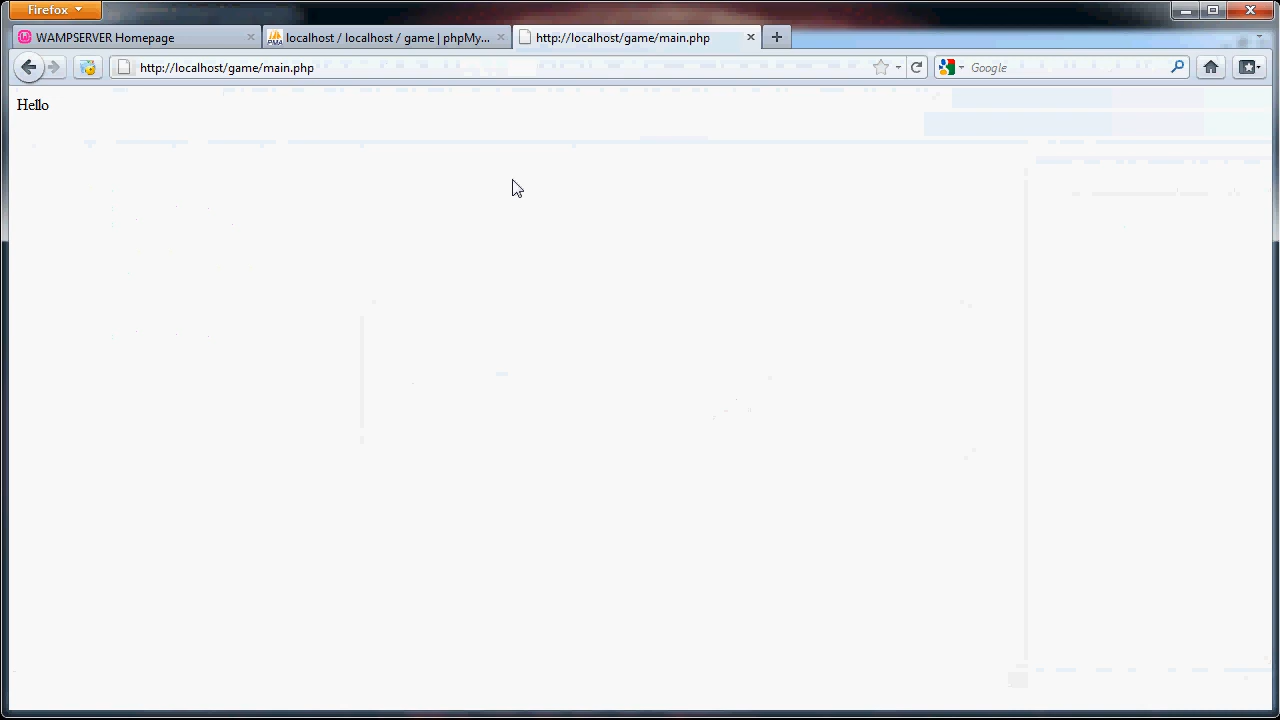 Firefox
WAMPSERVER Homepage
localhost / localhost / game | phpMy...
http://localhost/game/main.php
http://localhost/game/main.php
Google
Hello